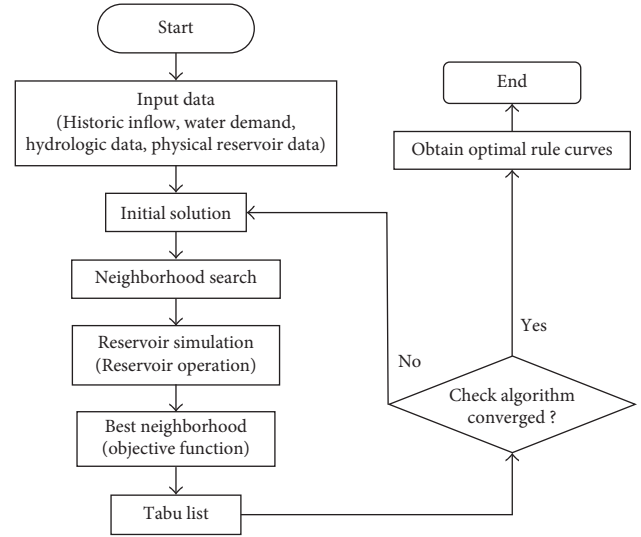 Start
Input data
(Historic inflow, water demand,
hydrologic data, physical reservoir data)
Initial solution
Neighborhood search
Reservoir simulation
(Reservoir operation)
Best neighborhood
(objective function)
Tabu list
Check algorithm
converged ?
No
Yes
Obtain optimal rule curves
End